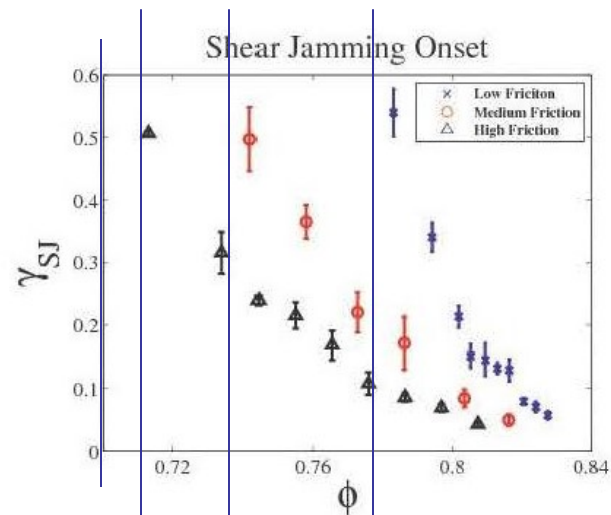 Shear Jamming Onset
0.6
0.5
0.4
0.3
0.2
0.1
0
γSJ
Low Friciton
Medium Friction
High Friction
0.72
0.76
0.8
0.84
ϕ